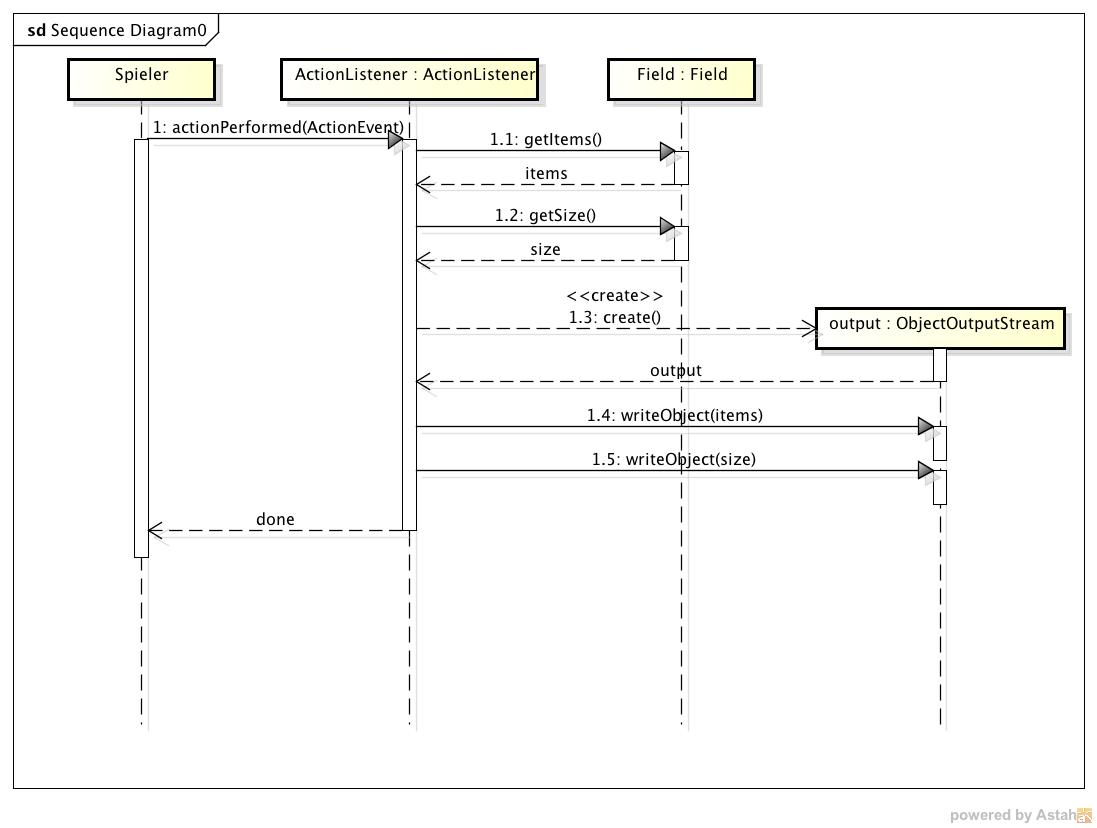 sd Sequence Diagram0
Spieler
ActionListener : ActionListener
Field : Field
1: actionPerformed(ActionEvent)
1.1: getItems()
items
1.2: getSize()
size
<<create>>
1.3: create()
output : ObjectOutputStream
output
1.4: writeObject(items)
1.5: writeObject(size)
done
powered by Astah